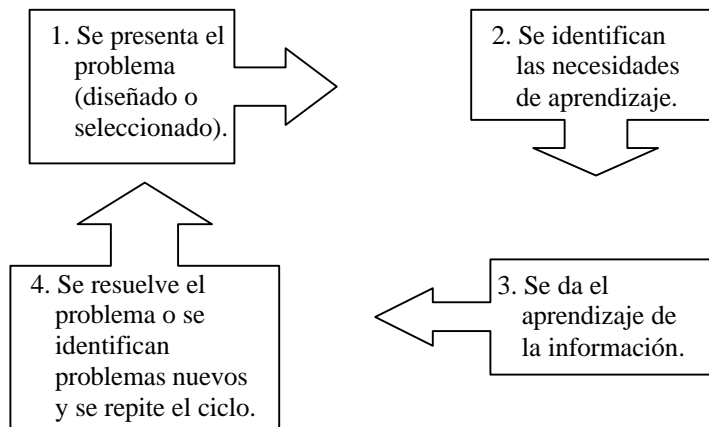 1. Se presenta el
problema
(diseñado o
seleccionado).
2. Se identifican
las necesidades
de aprendizaje.
3. Se da el
aprendizaje de
la información.
4. Se resuelve el
problema o se
identifican
problemas nuevos
y se repite el ciclo.